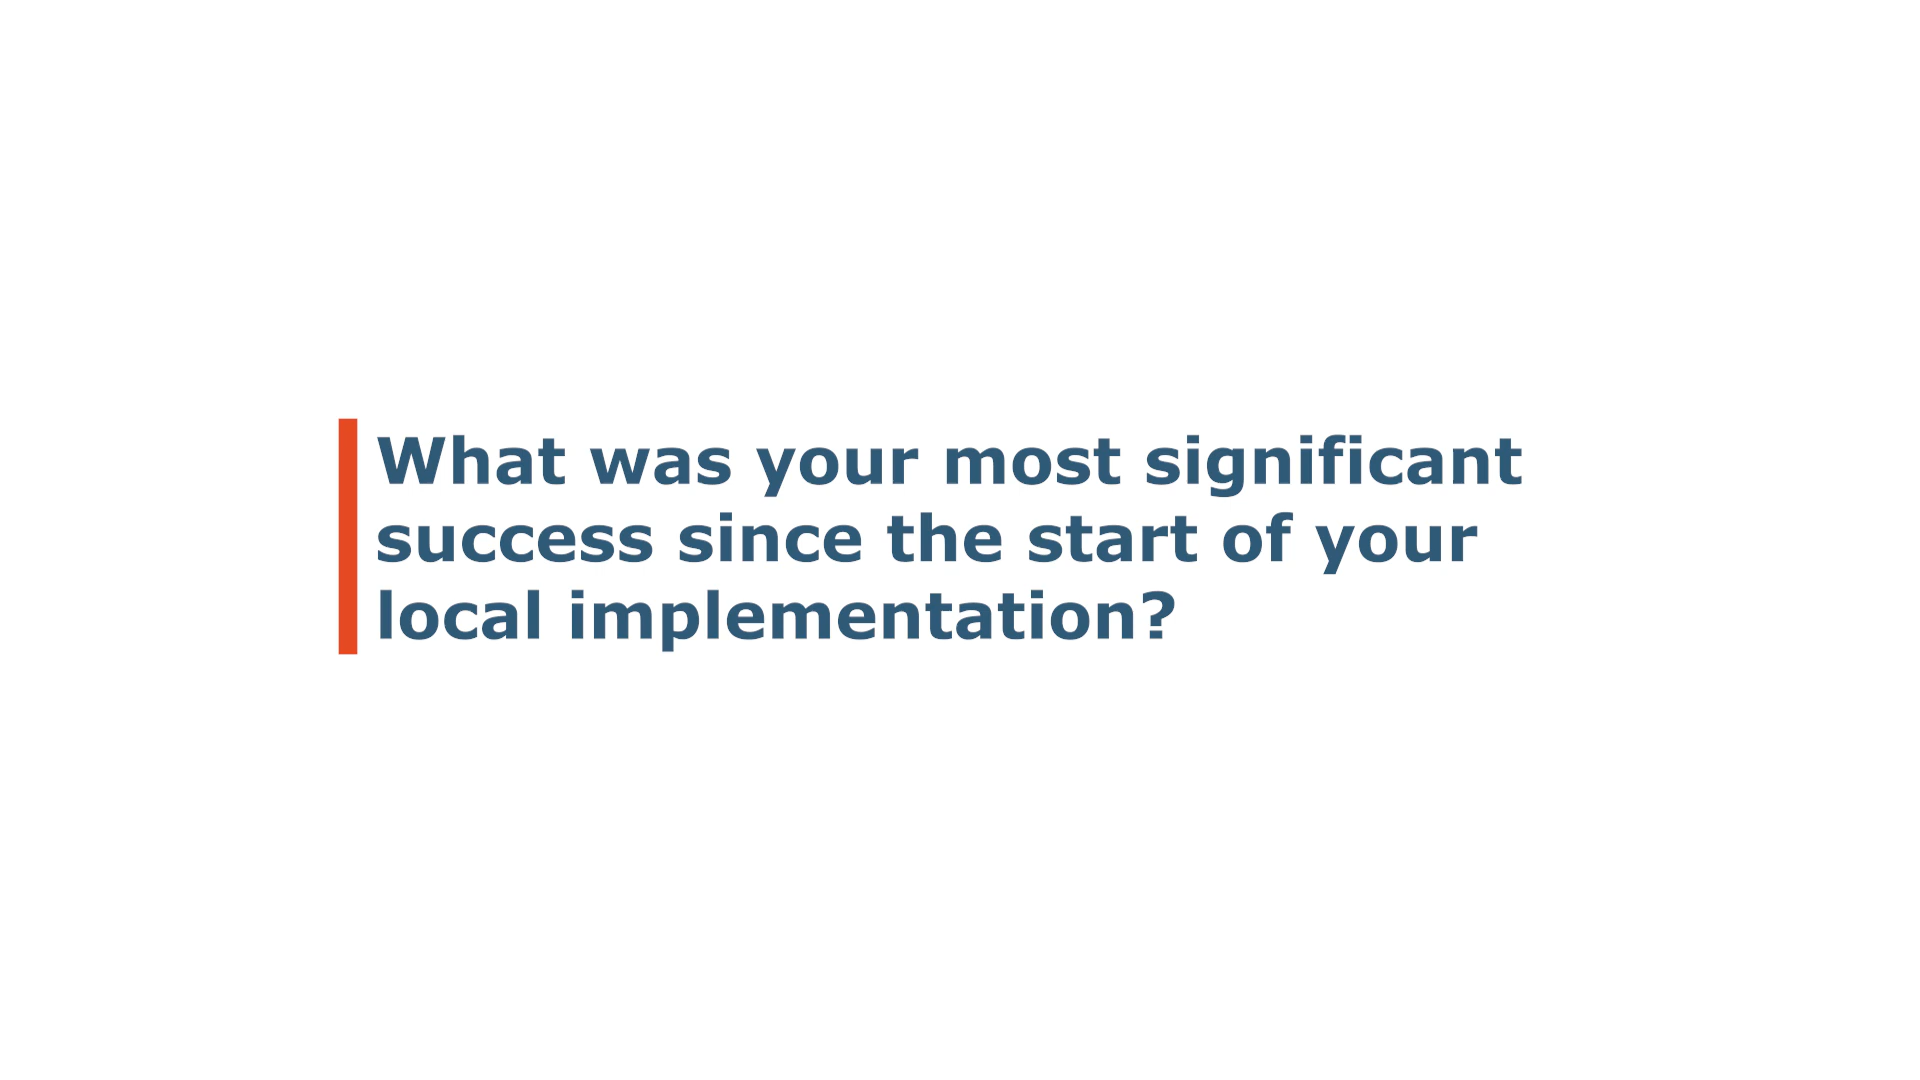 What was your most significant
success since the start of your
local implementation?